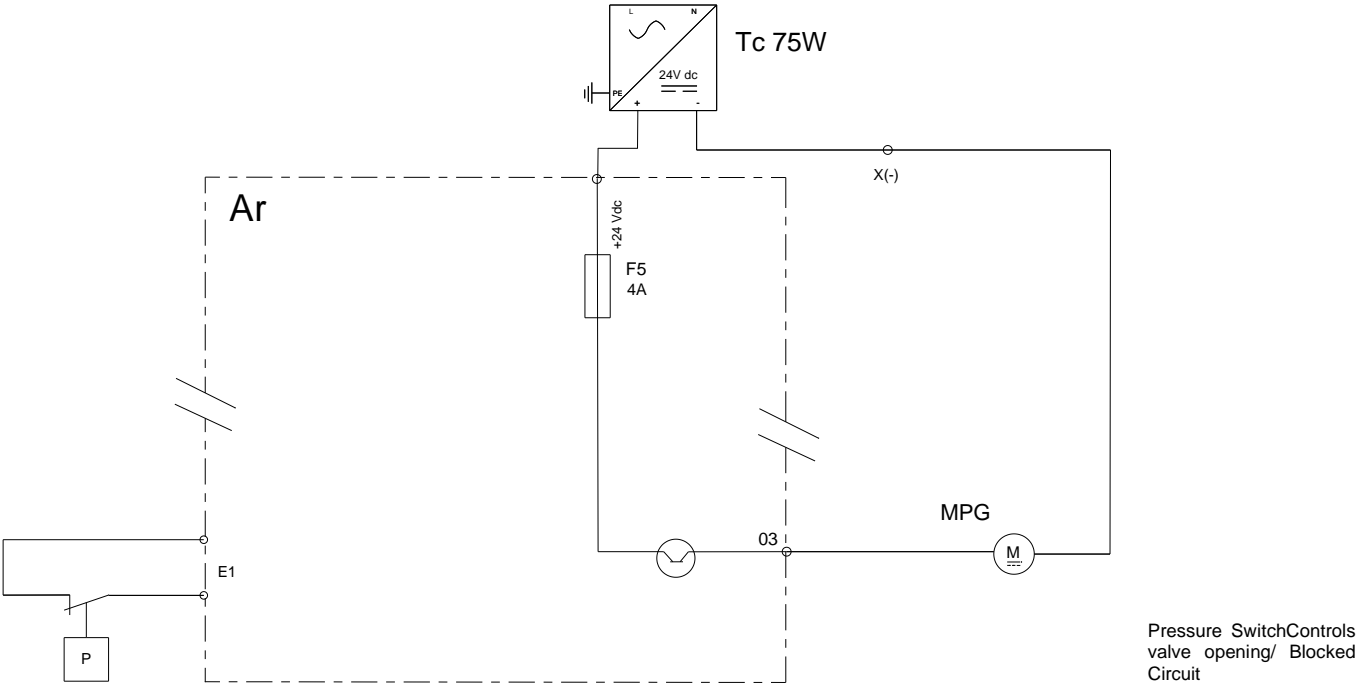 L N
Tc 75W
24V dc
PE
+ -
X(-)
Ar
+24 Vdc
F5
4A
MPG
03
M
E1
P
Pressure SwitchControls
valve opening/ Blocked
Circuit